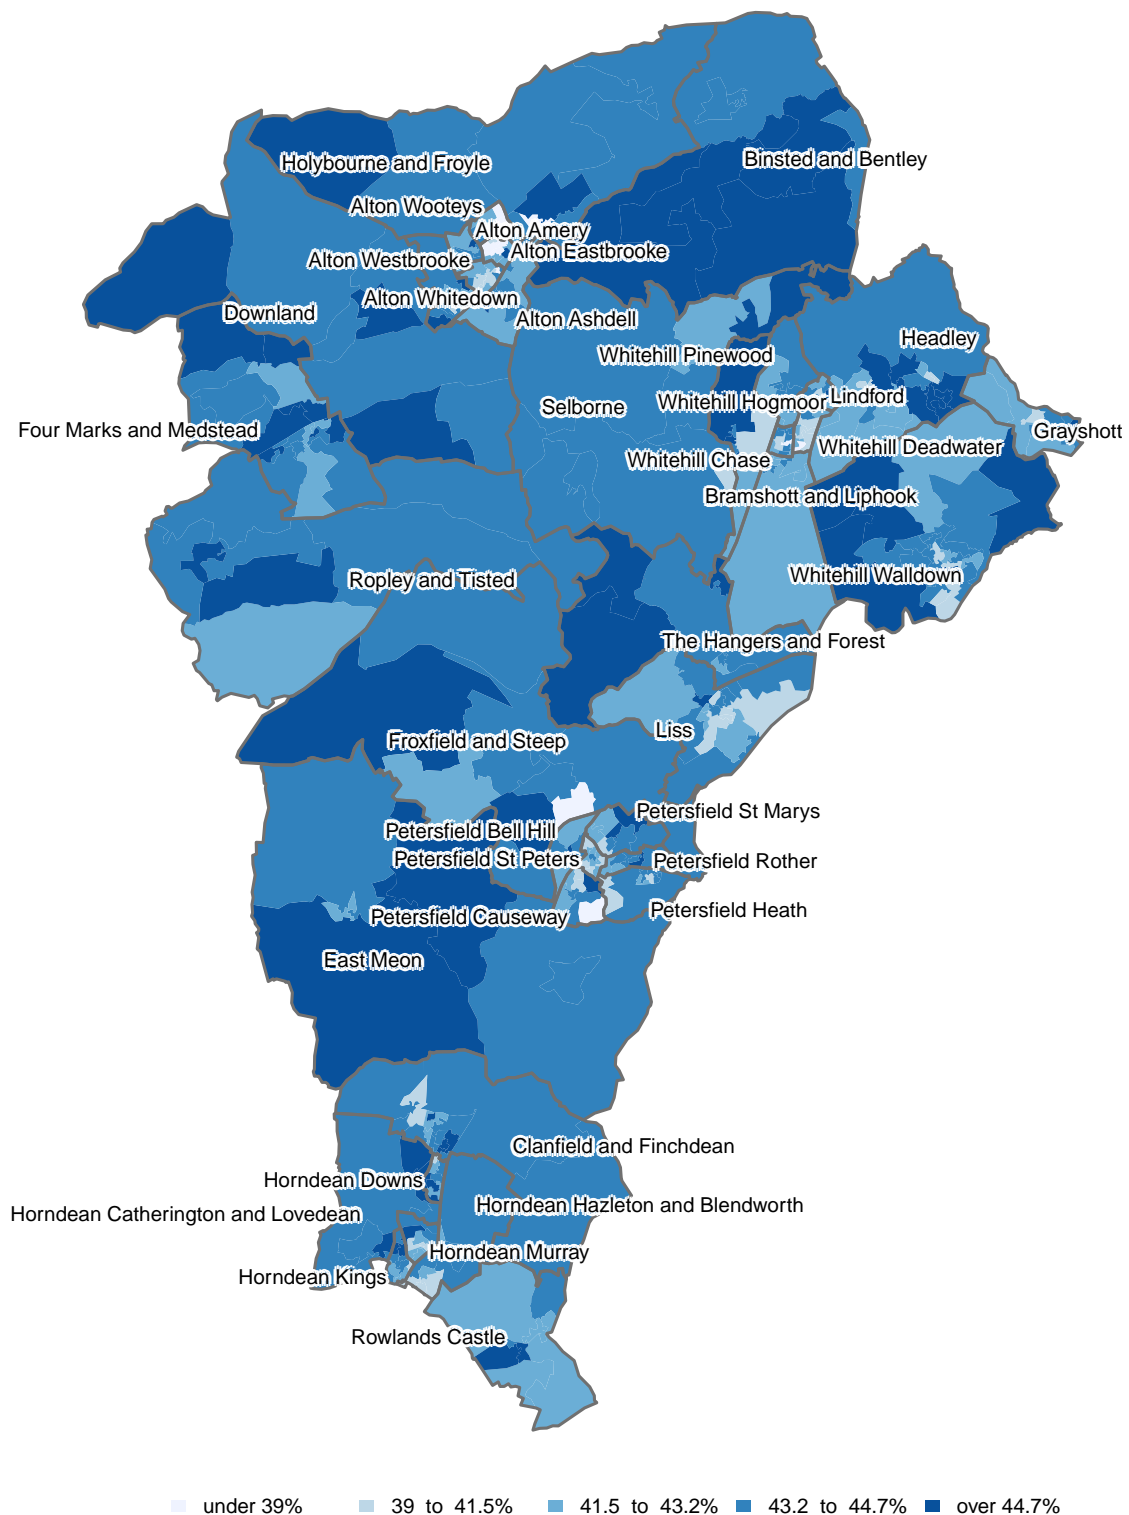 Binsted and Bentley
Holybourne and Froyle
Alton Wooteys
Alton Amery
Alton Eastbrooke
Alton Westbrooke
Alton Whitedown
Downland
Alton Ashdell
Headley
Whitehill Pinewood
Lindford
Whitehill Hogmoor
Selborne
Four Marks and Medstead
Grayshott
Whitehill Deadwater
Whitehill Chase
Bramshott and Liphook
Whitehill Walldown
Ropley and Tisted
The Hangers and Forest
Liss
Froxfield and Steep
Petersfield St Marys
Petersfield Bell Hill
Petersfield St Peters
Petersfield Rother
Petersfield Heath
Petersfield Causeway
East Meon
Clanfield and Finchdean
Horndean Downs
Horndean Hazleton and Blendworth
Horndean Catherington and Lovedean
Horndean Murray
Horndean Kings
Rowlands Castle
under 39% 39 to 41.5% 41.5 to 43.2% 43.2 to 44.7% over 44.7%